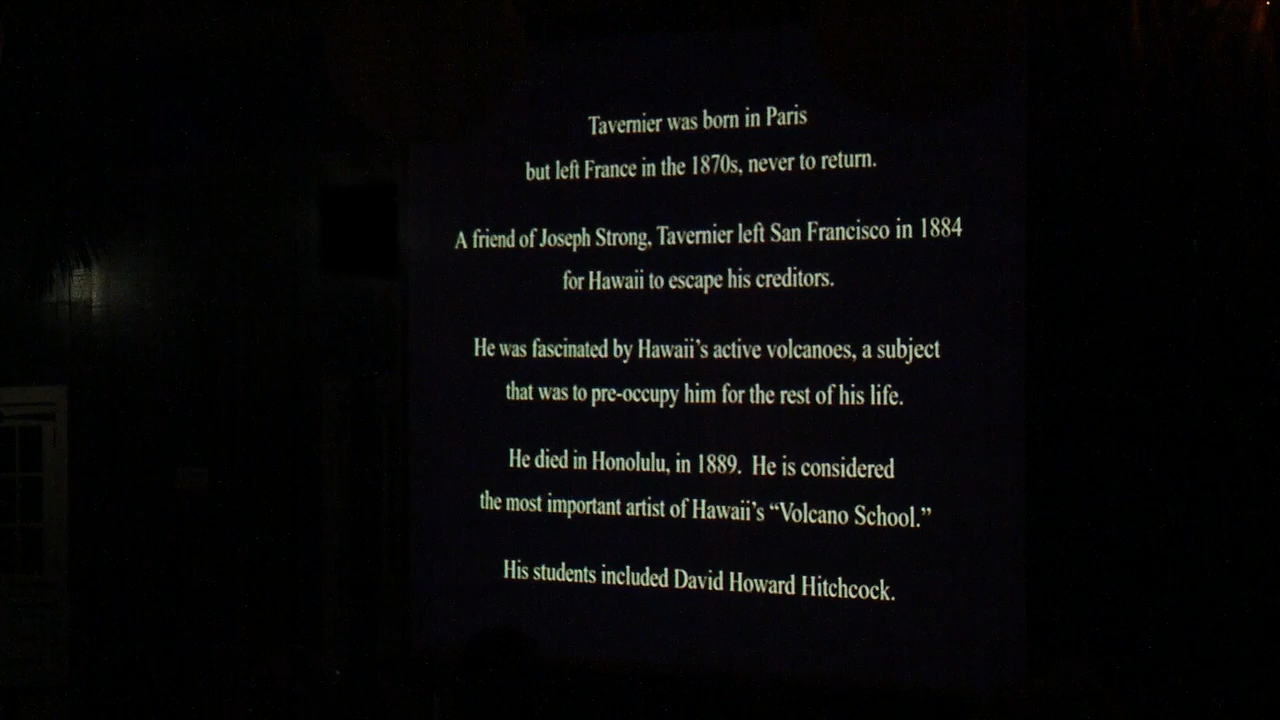 Tavernier was born in Paris
but left France in the 1870s, never to return.
A friend of Joseph Strong, Tavernier left San Francisco in 1884
for Hawaii to escape his creditors.
He was fascinated by Hawaii’s active volcanoes, a subject
that was to pre-occupy him for the rest of his life.
He died in Honolulu, in 1889.  He is considered
the most important artist of Hawaii’s “Volcano School.”
His students included David Howard Hitchcock.